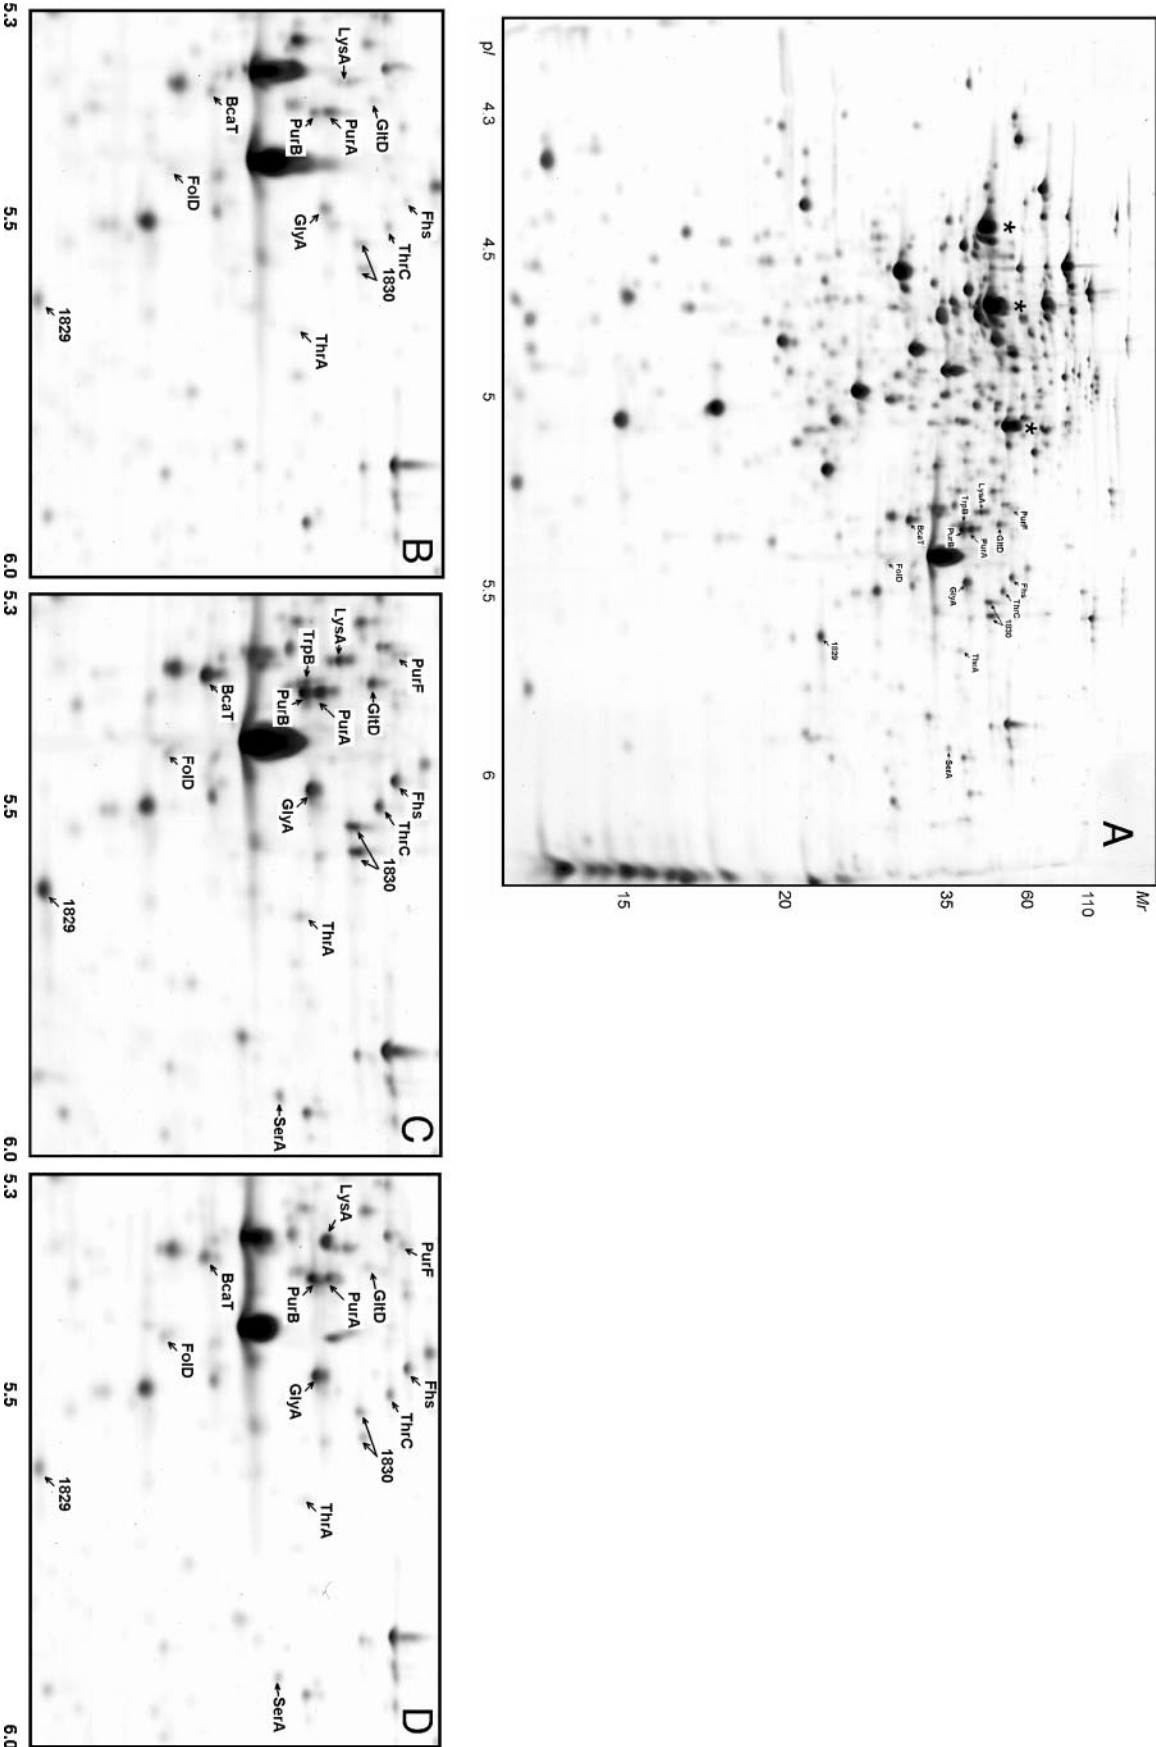 A
Mr
110
60
35
20
15
pI
4.3
4.5
5
5.5
6
*
*
*
PurF
LysA
TrpB
GltD
PurA
PurB
BcaT
FolD
Fhs
ThrC
GlyA
1830
1829
ThrA
SerA
B
LysA
GltD
PurA
PurB
BcaT
FolD
Fhs
ThrC
GlyA
1830
1829
ThrA
5.3
5.5
6.0
C
PurF
LysA
TrpB
GltD
PurA
PurB
BcaT
FolD
Fhs
ThrC
GlyA
1830
1829
ThrA
SerA
5.3
5.5
6.0
D
PurF
LysA
GltD
PurA
PurB
BcaT
FolD
Fhs
ThrC
GlyA
1830
1829
ThrA
SerA
5.3
5.5
6.0